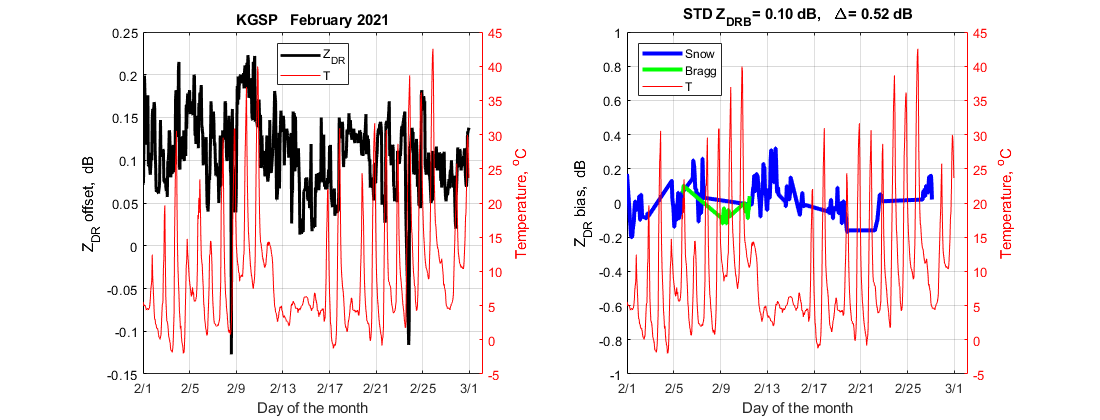 KGSP   February 2021
Z_DR
T
0.25
0.2
0.15
0.1
0.05
0
-0.05
-0.1
-0.15
Z_DR offset,  dB
45
40
35
30
25
20
15
10
5
0
-5
Temperature, °C
2/1 2/5 2/9 2/13 2/17 2/21 2/25 3/1
Day of the month
STD Z_DRB= 0.10 dB,   Δ= 0.52 dB
Snow
Bragg
T
1
0.8
0.6
0.4
0.2
0
-0.2
-0.4
-0.6
-0.8
-1
Z_DR bias,  dB
45
40
35
30
25
20
15
10
5
0
-5
Temperature, °C
2/1 2/5 2/9 2/13 2/17 2/21 2/25 3/1
Day of the month